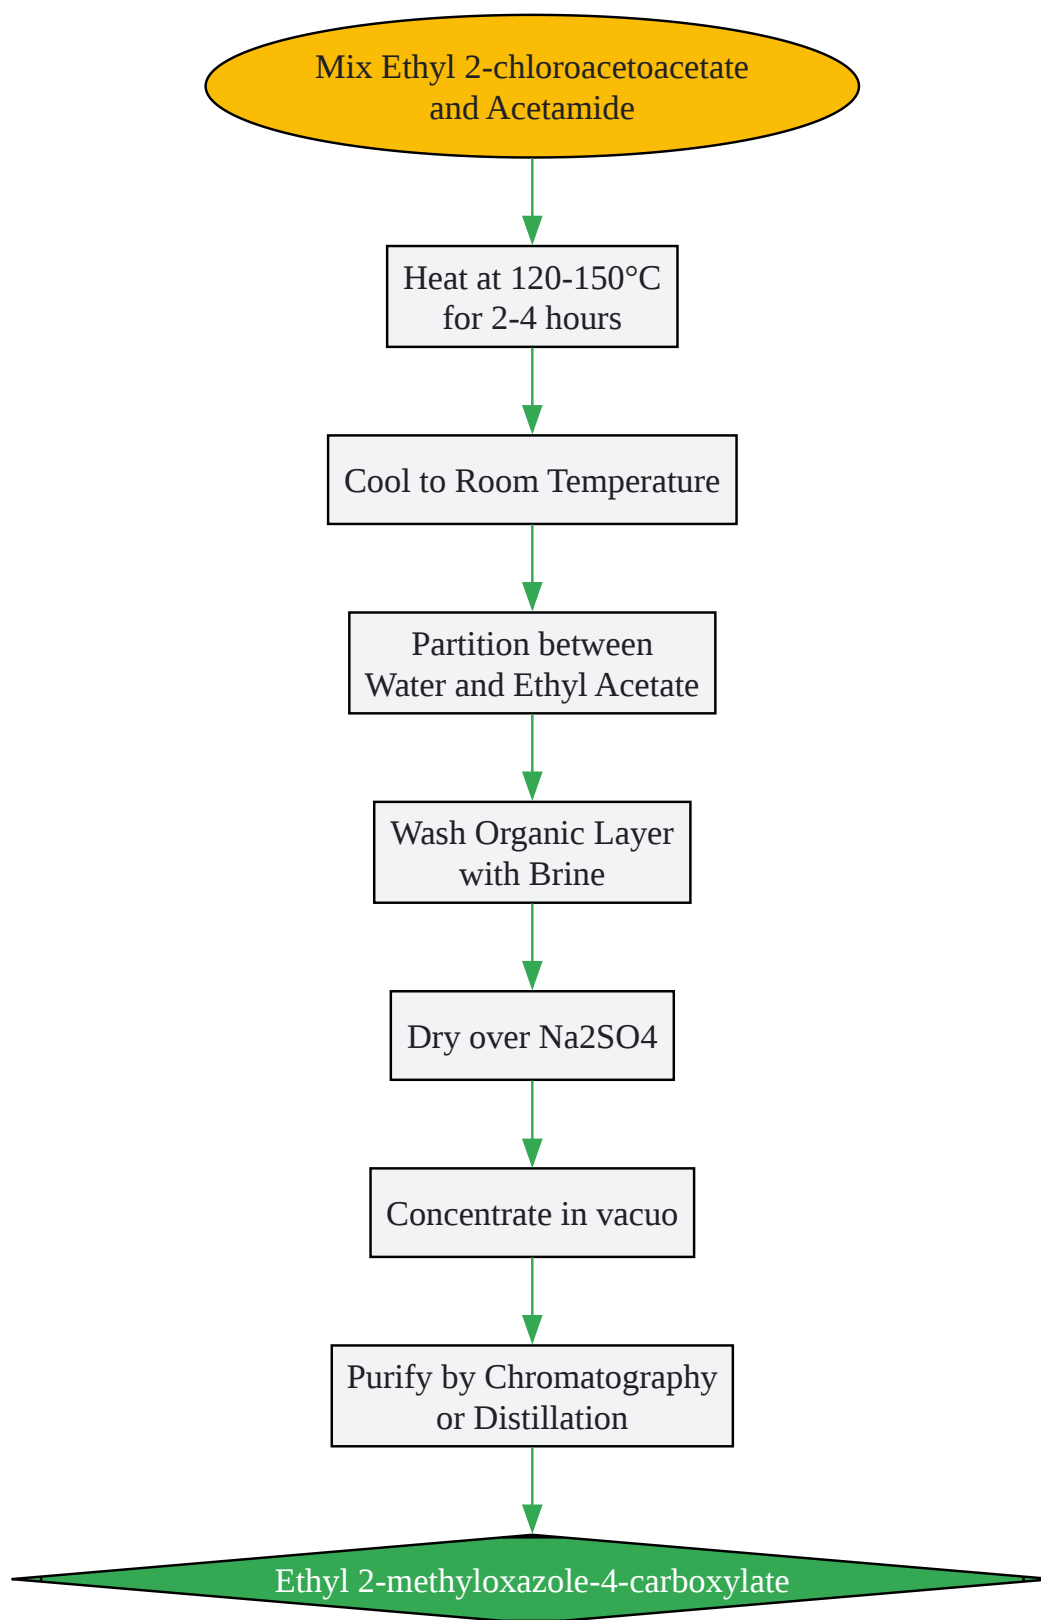 Mix Ethyl 2-chloroacetoacetate
and Acetamide
Heat at 120-150°C
for 2-4 hours
Cool to Room Temperature
Partition between
Water and Ethyl Acetate
Wash Organic Layer
with Brine
Dry over Na2SO4
Concentrate in vacuo
Purify by Chromatography
or Distillation
Ethyl 2-methyloxazole-4-carboxylate